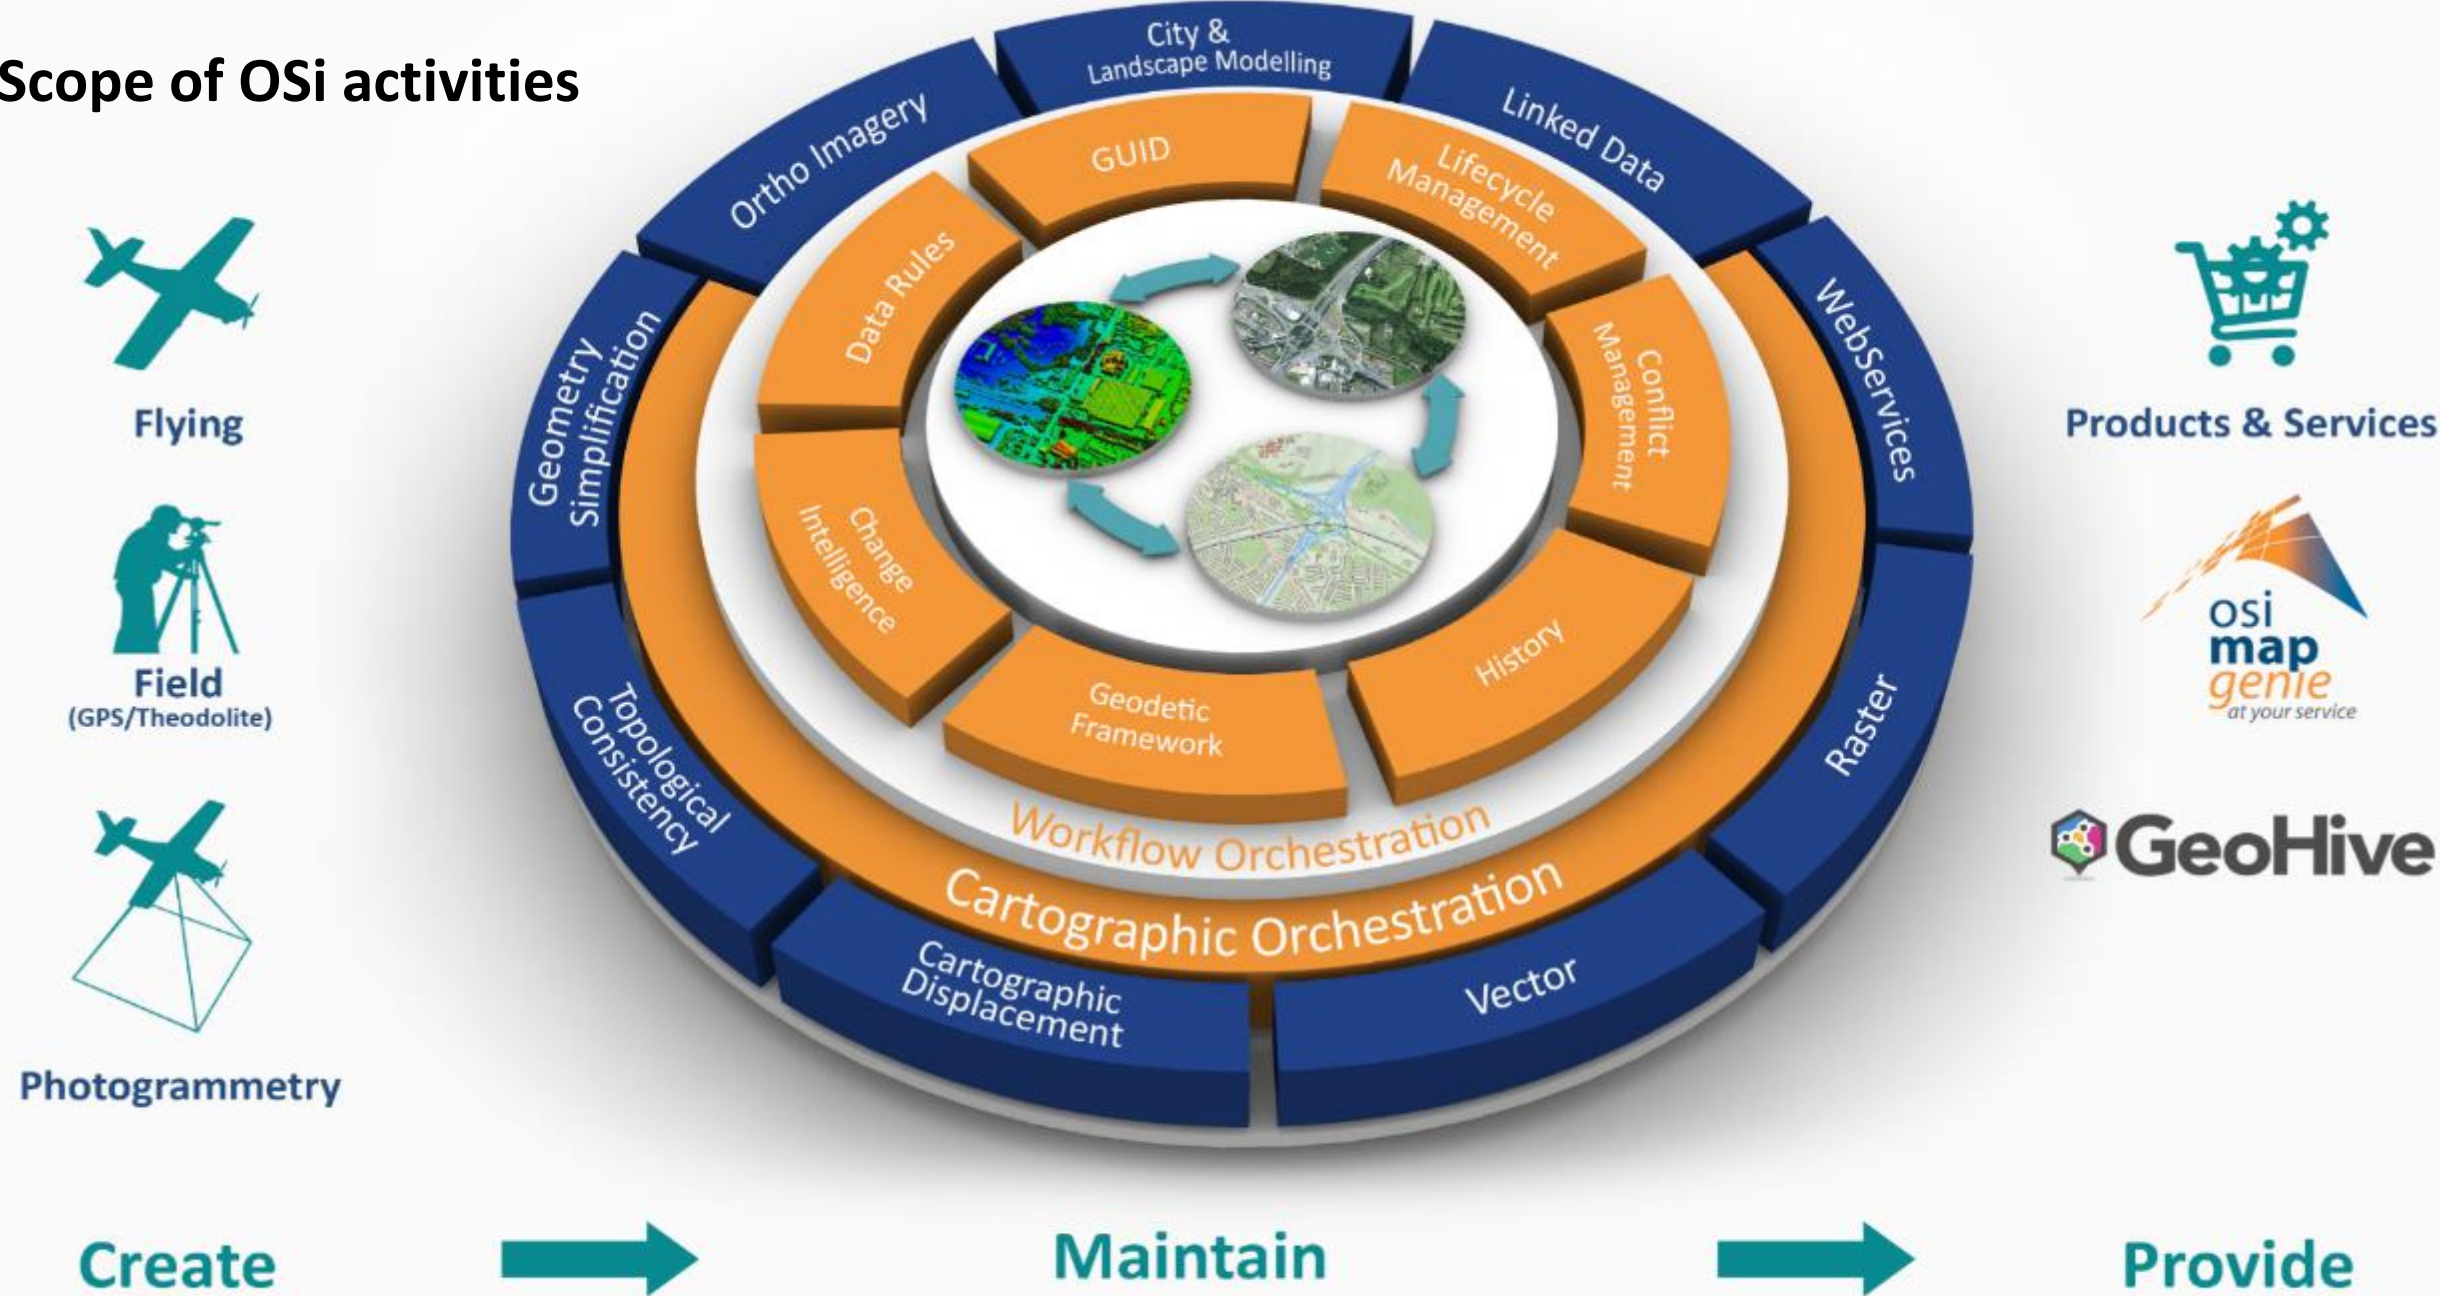 Scope of OSi activities
Flying
Field
(GPS/Theodolite)
Photogrammetry
City &
Landscape Modelling
Linked Data
WebServices
Raster
Vector
Cartographic
Displacement
Topological
Consistency
Geometry
Simplification
Ortho Imagery
GUID
Lifecycle
Management
Conflict
Management
History
Geodetic
Framework
Change
Intelligence
Data Rules
Workflow Orchestration
Cartographic Orchestration
Products & Services
osi
map
genie
at your service
GeoHive
Create
Maintain
Provide